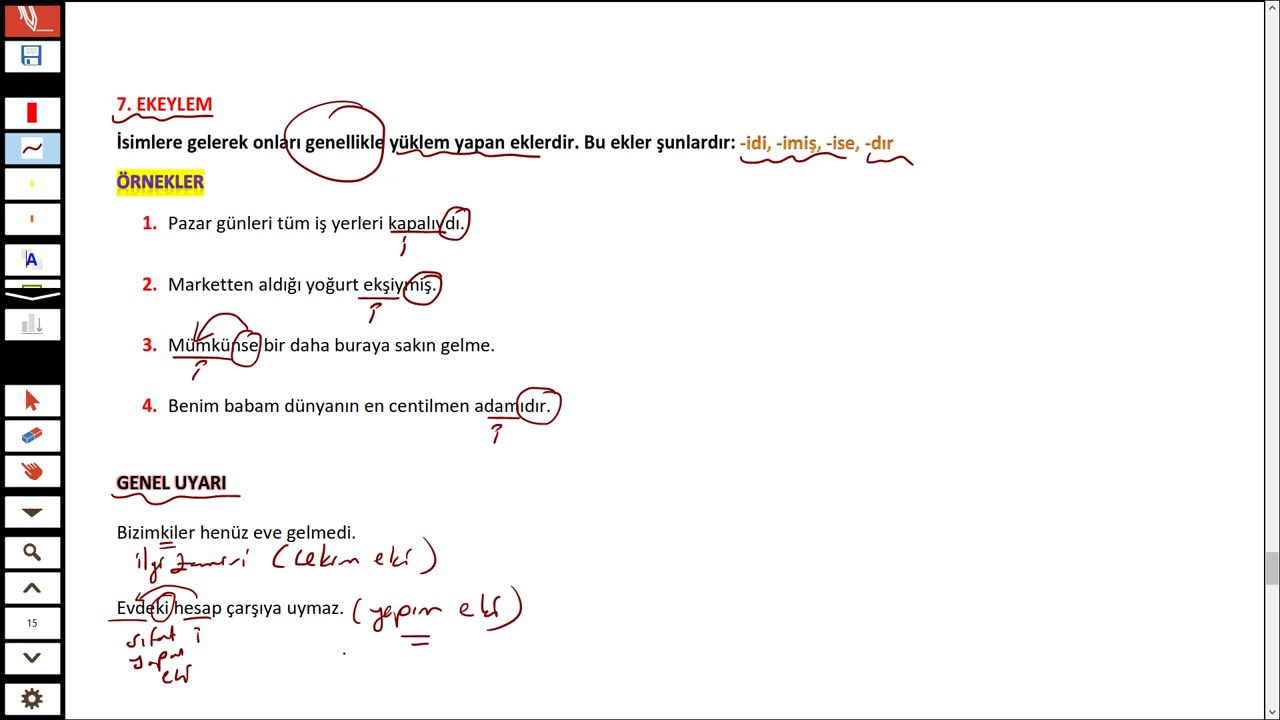 7. EKEYLEM
İsimlere gelerek onları genellikle yüklem yapan eklerdir. Bu ekler şunlardır: -idi, -imiş, -ise, -dır
ÖRNEKLER
1. Pazar günleri tüm iş yerleri kapalıydı.
i
2. Marketten aldığı yoğurt ekşiymiş.
i
3. Mümkünse bir daha buraya sakın gelme.
i
4. Benim babam dünyanın en centilmen adamıdır.
i
GENEL UYARI
Bizimkiler henüz eve gelmedi.
ilgi zamiri (çekim eki)
Evdeki hesap çarşıya uymaz. (yapım eki)
sıfat i
yapan
eki
A
15